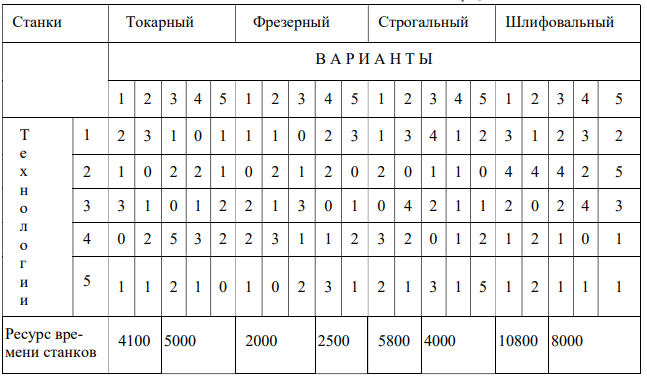 Станки Токарный Фрезерный Строгальный Шлифовальный
В А Р И А Н Т Ы
1 2 3 4 5 1 2 3 4 5 1 2 3 4 5 1 2 3 4 5
Технологии
1 2 3 1 0 1 1 1 0 2 3 1 3 4 1 2 3 1 2 3 2
2 1 0 2 2 1 0 2 1 2 0 2 0 1 1 0 4 4 4 2 5
3 3 1 0 1 2 2 1 3 0 1 0 4 2 1 1 2 0 2 4 3
4 0 2 5 3 2 2 3 1 1 2 3 2 0 1 2 1 2 1 0 1
5 1 1 2 1 0 1 0 2 3 1 2 1 3 1 5 1 2 1 1 1
Ресурс вре-
мени станков 4100 5000 2000 2500 5800 4000 10800 8000